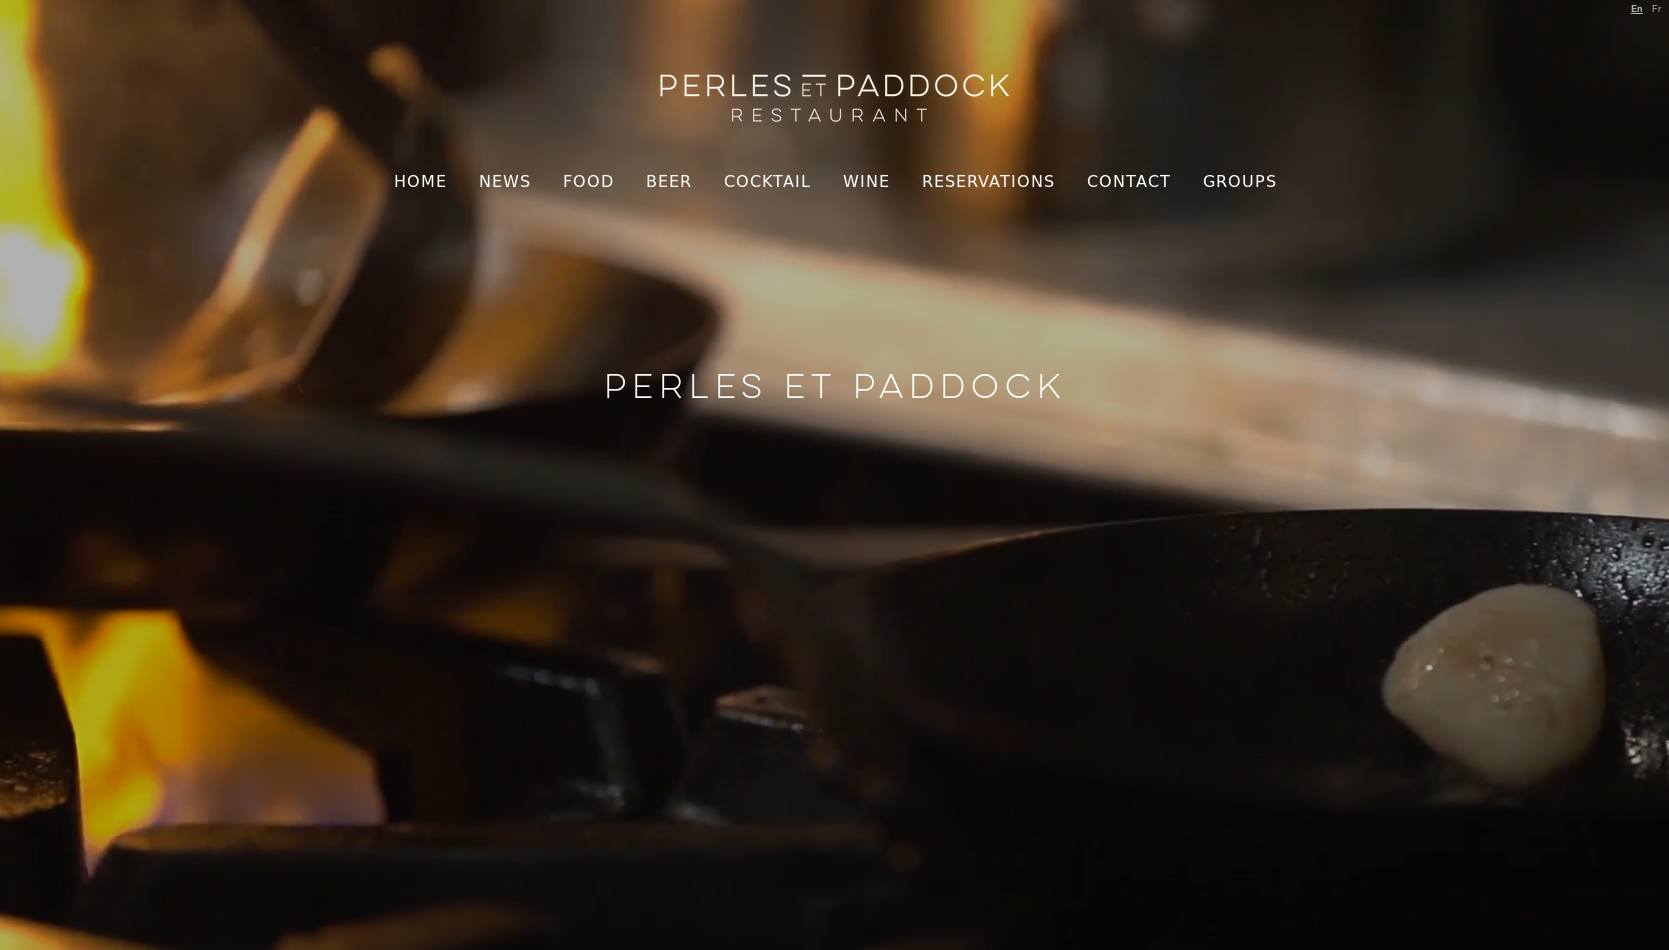 En Fr
PERLES ET PADDOCK
RESTAURANT
HOME NEWS FOOD BEER COCKTAIL WINE RESERVATIONS CONTACT GROUPS
PERLES ET PADDOCK